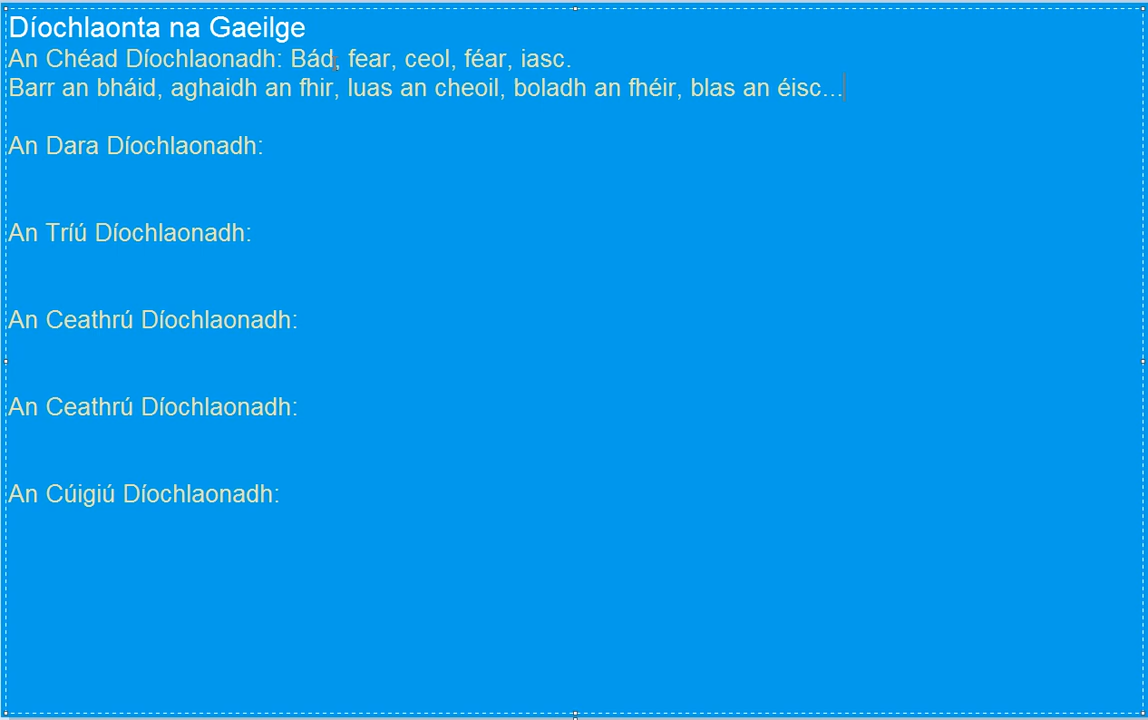 Díochlaonta na Gaeilge
An Chéad Díochlaonadh: Bád, fear, ceol, féar, iasc.
Barr an bháid, aghaidh an fhir, luas an cheoil, boladh an fhéir, blas an éisc...
An Dara Díochlaonadh:
An Tríú Díochlaonadh:
An Ceathrú Díochlaonadh:
An Ceathrú Díochlaonadh:
An Cúigiú Díochlaonadh: